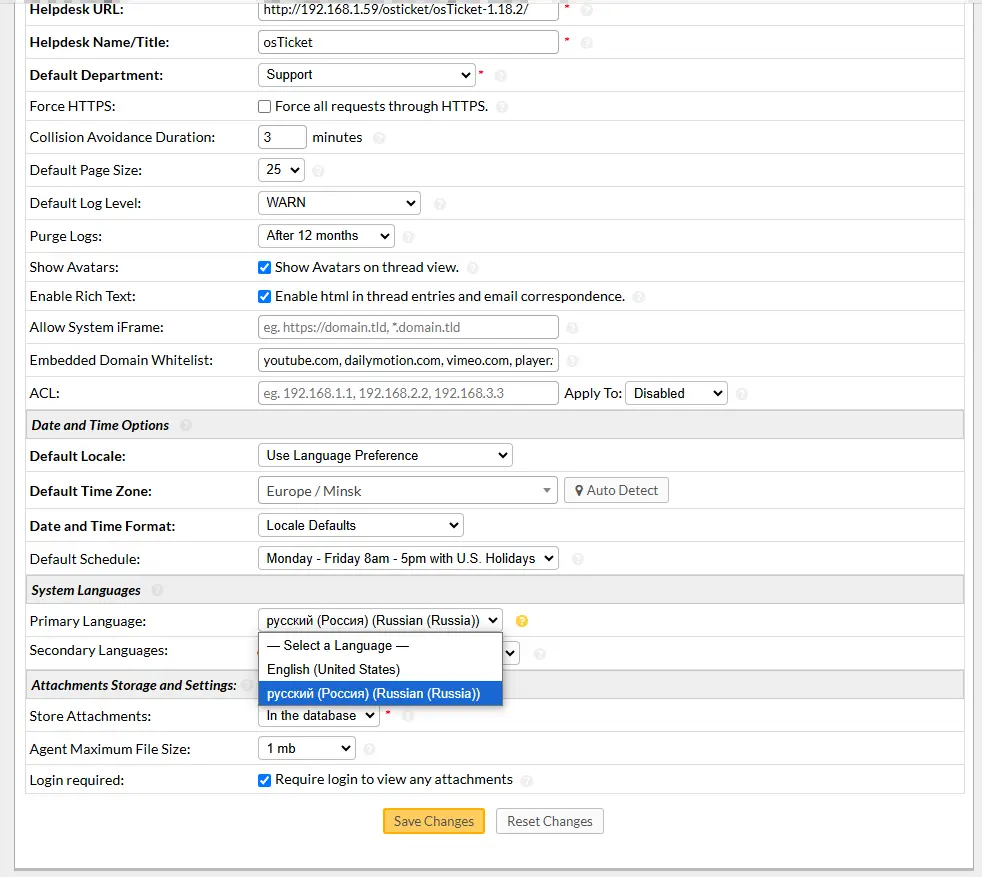 Helpdesk URL: http://192.168.1.59/osticket/osTicket-1.18.2/ *
Helpdesk Name/Title: osTicket *
Default Department: Support *
Force HTTPS: Force all requests through HTTPS.
Collision Avoidance Duration: 3 minutes
Default Page Size: 25
Default Log Level: WARN
Purge Logs: After 12 months
Show Avatars: Show Avatars on thread view.
Enable Rich Text: Enable html in thread entries and email correspondence.
Allow System iFrame: eg. https://domain.tld, *.domain.tld
Embedded Domain Whitelist: youtube.com, dailymotion.com, vimeo.com, player.
ACL: eg. 192.168.1.1, 192.168.2.2, 192.168.3.3 Apply To: Disabled
Date and Time Options
Default Locale: Use Language Preference
Default Time Zone: Europe / Minsk Auto Detect
Date and Time Format: Locale Defaults
Default Schedule: Monday - Friday 8am - 5pm with U.S. Holidays
System Languages
Primary Language: русский (Россия) (Russian (Russia))
— Select a Language —
Secondary Languages:
English (United States)
Attachments Storage and Settings: русский (Россия) (Russian (Russia))
Store Attachments: In the database *
Agent Maximum File Size: 1 mb
Login required: Require login to view any attachments
Save Changes Reset Changes